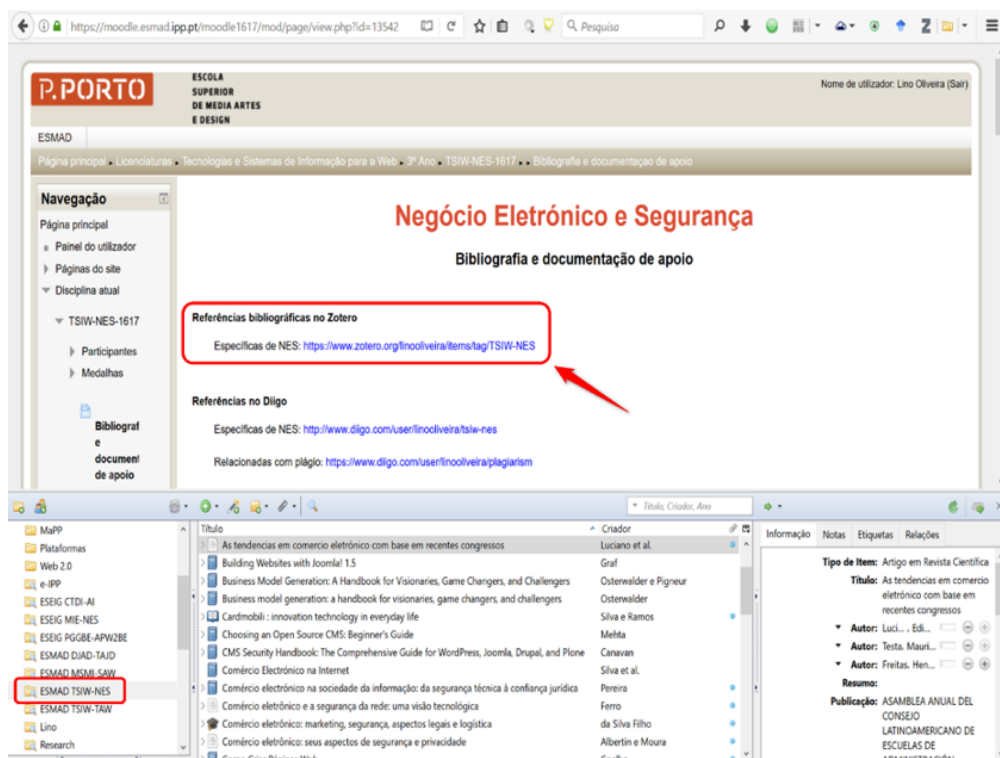 https://moodle.esmad.ipp.pt/moodle1617/mod/page/view.php?id=13542
Pesquisa
P.PORTO
ESCOLA
SUPERIOR
DE MEDIA ARTES
E DESIGN
Nome de utilizador: Lino Oliveira (Sair)
ESMAD
Página principal Licenciaturas Tecnologias e Sistemas de Informação para a Web 3º Ano TSIW-NES-1617 Bibliografia e documentaçao de apoio
Navegação
Página principal
Painel do utilizador
Páginas do site
Disciplina atual
TSIW-NES-1617
Participantes
Medalhas
Bibliograf
e
document
de apoio
Negócio Eletrónico e Segurança
Bibliografia e documentação de apoio
Referências bibliográficas no Zotero
Específicas de NES: https://www.zotero.org/linooliveira/items/tag/TSIW-NES
Referências no Diigo
Específicas de NES: http://www.diigo.com/user/linooliveira/tsiw-nes
Relacionadas com plágio: https://www.diigo.com/user/linooliveira/plagiarism
Título, Criador, Ano
MaPP
Plataformas
Web 2.0
e-IPP
ESEIG CTDI-AI
ESEIG MIE-NES
ESEIG PGGBE-APW2BE
ESMAD DJAD-TAJD
ESMAD MSMI-SAW
ESMAD TSIW-NES
ESMAD TSIW-TAW
Lino
Research
Título Criador
As tendencias em comercio eletrónico com base em recentes congressos Luciano et al.
Building Websites with Joomla! 1.5 Graf
Business Model Generation: A Handbook for Visionaries, Game Changers, and Challengers Osterwalder e Pigneur
Business model generation: a handbook for visionaries, game changers, and challengers Osterwalder
Cardmobili : innovation technology in everyday life Silva e Ramos
Choosing an Open Source CMS: Beginner's Guide Mehta
CMS Security Handbook: The Comprehensive Guide for WordPress, Joomla, Drupal, and Plone Canavan
Comércio Electrónico na Internet Silva et al.
Comércio electrónico na sociedade da informação: da segurança técnica à confiança jurídica Pereira
Comércio eletrônico e a segurança da rede: uma visão tecnológica Ferro
Comércio eletrônico: marketing, segurança, aspectos legais e logística da Silva Filho
Comércio eletrônico: seus aspectos de segurança e privacidade Albertin e Moura
Informação Notas Etiquetas Relações
Tipo de Item: Artigo em Revista Científica
Título: As tendencias em comercio
eletrónico com base em
recentes congressos
Autor: Luci... , Edi...
Autor: Testa, Mauri...
Autor: Freitas, Hen...
Resumo:
Publicação: ASAMBLEA ANUAL DEL
CONSEJO
LATINOAMERICANO DE
ESCUELAS DE